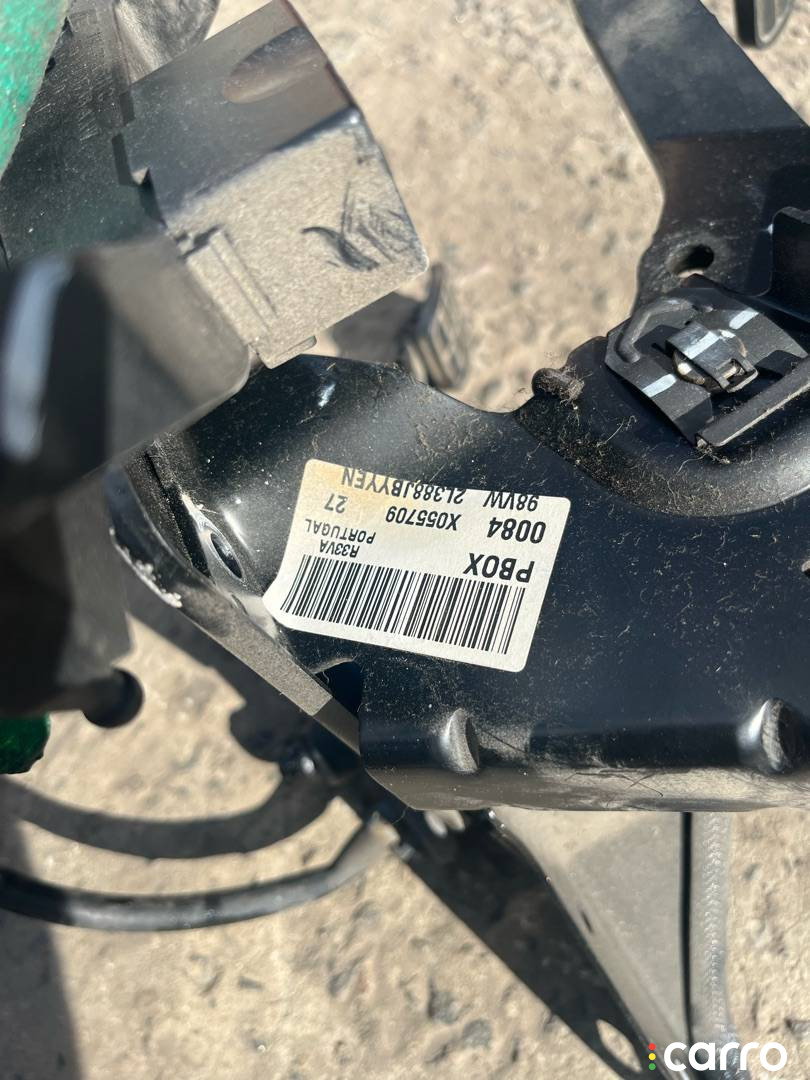 PBOX
R33VA
PORTUGAL
0084
X055709
27
98VW 2L388JBYYEN
carro